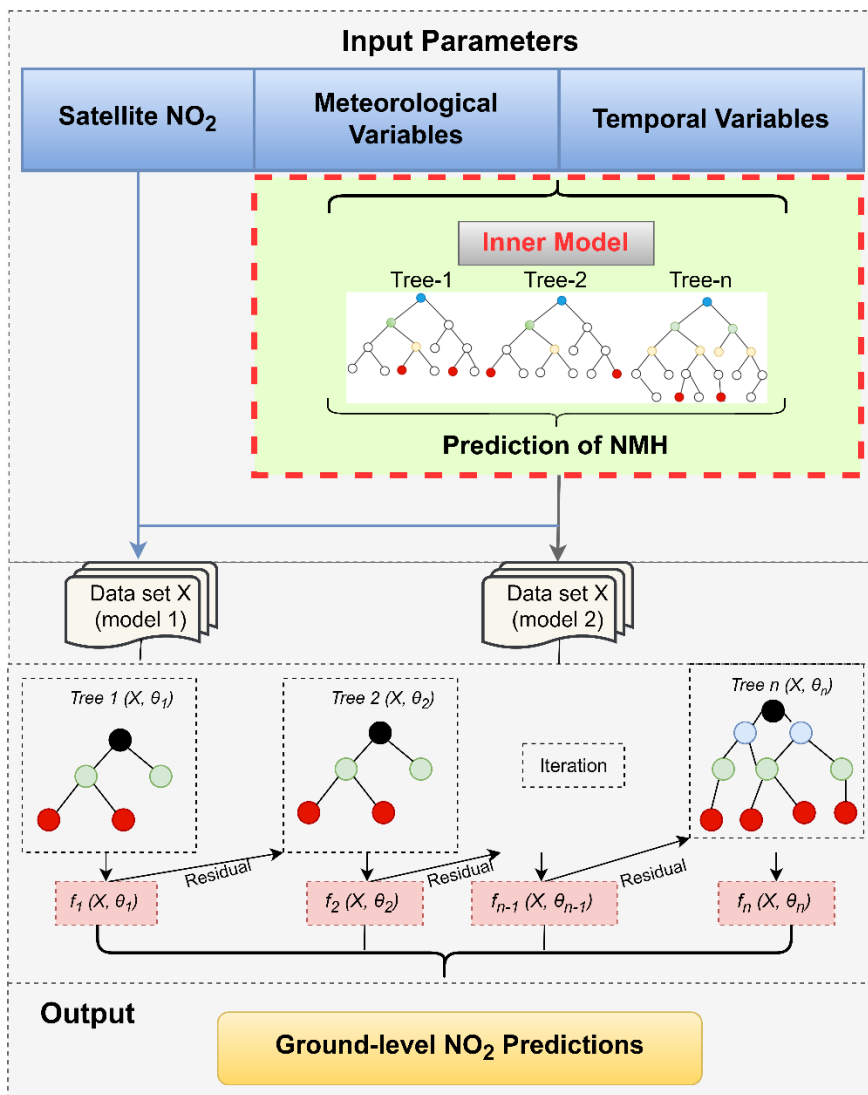 Input Parameters
Satellite NO₂
Meteorological
Variables
Temporal Variables
Inner Model
Tree-1
Tree-2
Tree-n
Prediction of NMH
Data set X
(model 1)
Data set X
(model 2)
Tree 1 (X, θ₁)
Tree 2 (X, θ₂)
Tree n (X, θₙ)
Iteration
Residual
Residual
Residual
f₁ (X, θ₁)
f₂ (X, θ₂)
fₙ₋₁ (X, θₙ₋₁)
fₙ (X, θₙ)
Output
Ground-level NO₂ Predictions